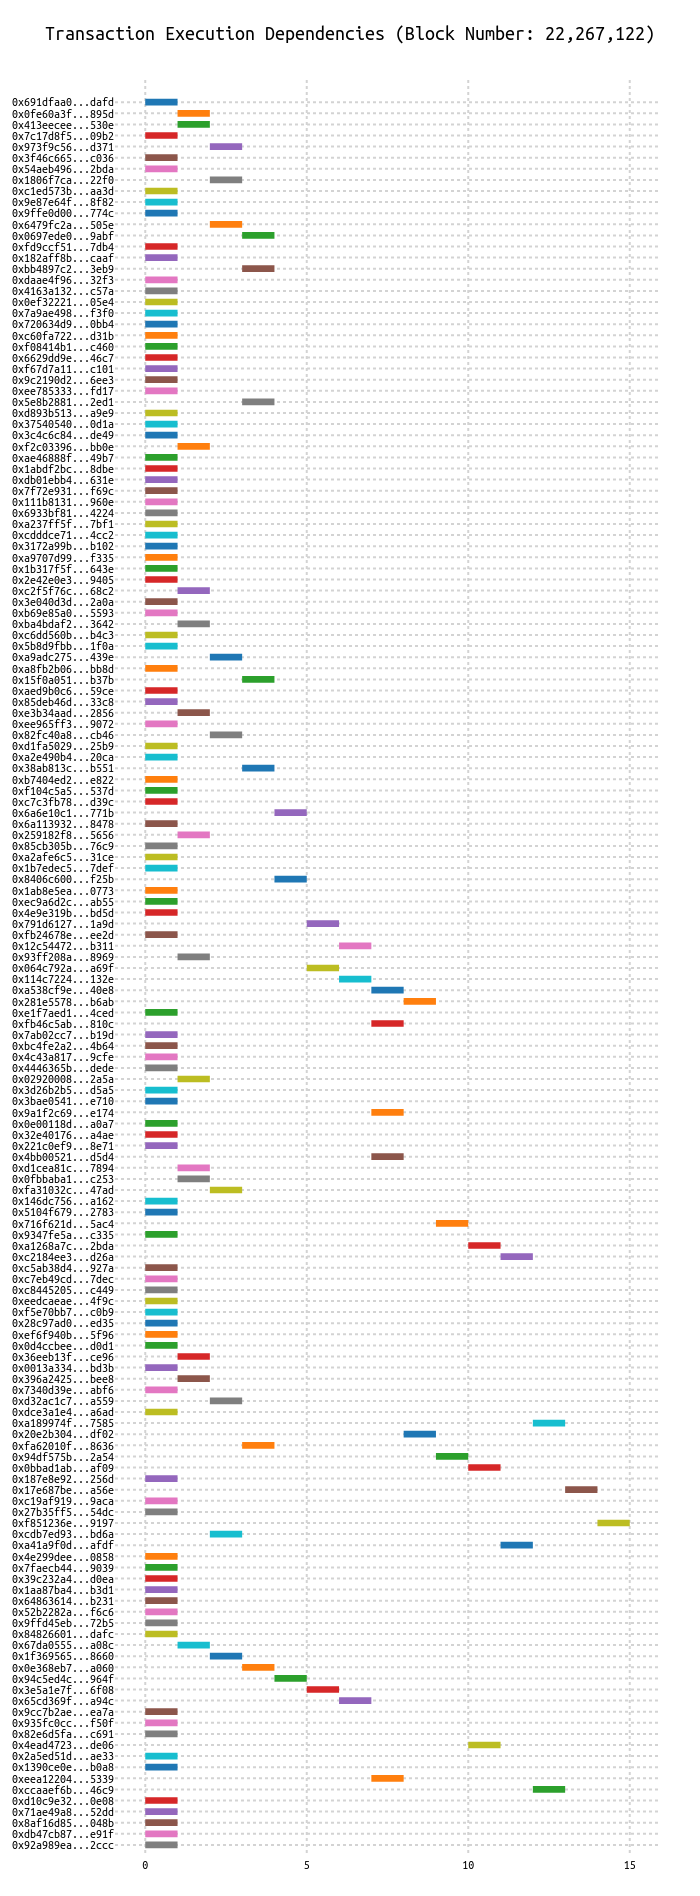 Transaction Execution Dependencies (Block Number: 22,267,122)
0x691dfaa0...dafd
0x0fe60a3f...895d
0x413eecee...530e
0x7c17d8f5...09b2
0x973f9c56...d371
0x3f46c665...c036
0x54aeb496...2bda
0x1806f7ca...22f0
0xc1ed573b...aa3d
0x9e87e64f...8f82
0x9ffe0d00...774c
0x6479fc2a...505e
0x0697ede0...9abf
0xfd9ccf51...7db4
0x182aff8b...caaf
0xbb4897c2...3eb9
0xdaae4f96...32f3
0x4163a132...c57a
0x0ef32221...05e4
0x7a9ae498...f3f0
0x720634d9...0bb4
0xc60fa722...d31b
0xf08414b1...c460
0x6629dd9e...46c7
0xf67d7a11...c101
0x9c2190d2...6ee3
0xee785333...fd17
0x5e8b2881...2ed1
0xd893b513...a9e9
0x37540540...0d1a
0x3c4c6c84...de49
0xf2c03396...bb0e
0xae46888f...49b7
0x1abdf2bc...8dbe
0xdb01ebb4...631e
0x7f72e931...f69c
0x111b8131...960e
0x6933bf81...4224
0xa237ff5f...7bf1
0xcdddce71...4cc2
0x3172a99b...b102
0xa9707d99...f335
0x1b317f5f...643e
0x2e42e0e3...9405
0xc2f5f76c...68c2
0x3e040d3d...2a0a
0xb69e85a0...5593
0xba4bdaf2...3642
0xc6dd560b...b4c3
0x5b8d9fbb...1f0a
0xa9adc275...439e
0xa8fb2b06...bb8d
0x15f0a051...b37b
0xaed9b0c6...59ce
0x85deb46d...33c8
0xe3b34aad...2856
0xee965ff3...9072
0x82fc40a8...cb46
0xd1fa5029...25b9
0xa2e490b4...20ca
0x38ab813c...b551
0xb7404ed2...e822
0xf104c5a5...537d
0xc7c3fb78...d39c
0x6a6e10c1...771b
0x6a113932...8478
0x259182f8...5656
0x85cb305b...76c9
0xa2afe6c5...31ce
0x1b7edec5...7def
0x8406c600...f25b
0x1ab8e5ea...0773
0xec9a6d2c...ab55
0x4e9e319b...bd5d
0x791d6127...1a9d
0xfb24678e...ee2d
0x12c54472...b311
0x93ff208a...8969
0x064c792a...a69f
0x114c7224...132e
0xa538cf9e...40e8
0x281e5578...b6ab
0xe1f7aed1...4ced
0xfb46c5ab...810c
0x7ab02cc7...b19d
0xbc4fe2a2...4b64
0x4c43a817...9cfe
0x4446365b...dede
0x02920008...2a5a
0x3d26b2b5...d5a5
0x3bae0541...e710
0x9a1f2c69...e174
0x0e00118d...a0a7
0x32e40176...a4ae
0x221c0ef9...8e71
0x4bb00521...d5d4
0xd1cea81c...7894
0x0fbbaba1...c253
0xfa31032c...47ad
0x146dc756...a162
0x5104f679...2783
0x716f621d...5ac4
0x9347fe5a...c335
0xa1268a7c...2bda
0xc2184ee3...d26a
0xc5ab38d4...927a
0xc7eb49cd...7dec
0xc8445205...c449
0xeedcaeae...4f9c
0xf5e70bb7...c0b9
0x28c97ad0...ed35
0xef6f940b...5f96
0x0d4ccbee...d0d1
0x36eeb13f...ce96
0x0013a334...bd3b
0x396a2425...bee8
0x7340d39e...abf6
0xd32ac1c7...a559
0xdce3a1e4...a6ad
0xa189974f...7585
0x20e2b304...df02
0xfa62010f...8636
0x94df575b...2a54
0x0bbad1ab...af09
0x187e8e92...256d
0x17e687be...a56e
0xc19af919...9aca
0x27b35ff5...54dc
0xf851236e...9197
0xcdb7ed93...bd6a
0xa41a9f0d...afdf
0x4e299dee...0858
0x7faecb44...9039
0x39c232a4...d0ea
0x1aa87ba4...b3d1
0x64863614...b231
0x52b2282a...f6c6
0x9ffd45eb...72b5
0x84826601...dafc
0x67da0555...a08c
0x1f369565...8660
0x0e368eb7...a060
0x94c5ed4c...964f
0x3e5a1e7f...6f08
0x65cd369f...a94c
0x9cc7b2ae...ea7a
0x935fc0cc...f50f
0x82e6d5fa...c691
0x4ead4723...de06
0x2a5ed51d...ae33
0x1390ce0e...b0a8
0xeea12204...5339
0xccaaef6b...46c9
0xd10c9e32...0e08
0x71ae49a8...52dd
0x8af16d85...048b
0xdb47cb87...e91f
0x92a989ea...2ccc
0 5 10 15